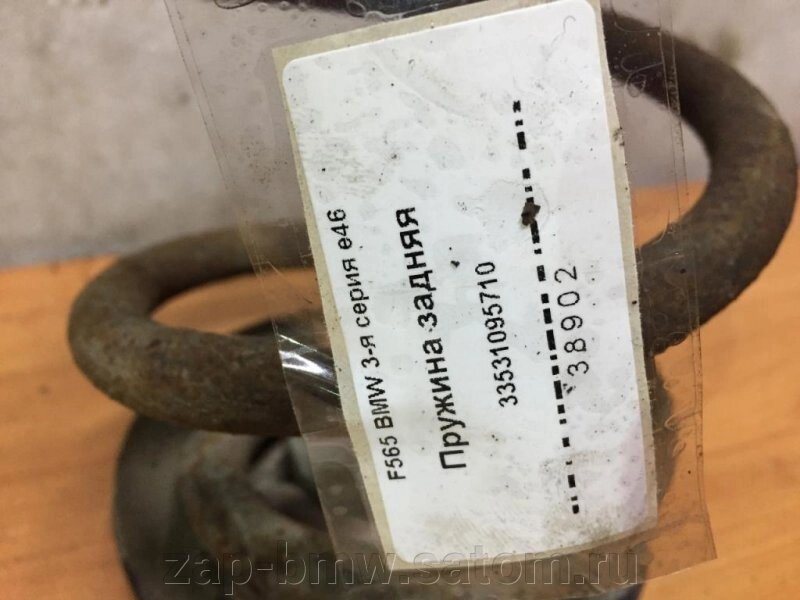 F565 BMW 3-я серия e46
Пружина задняя
33531095710
38902
zap-bmw.satom.ru